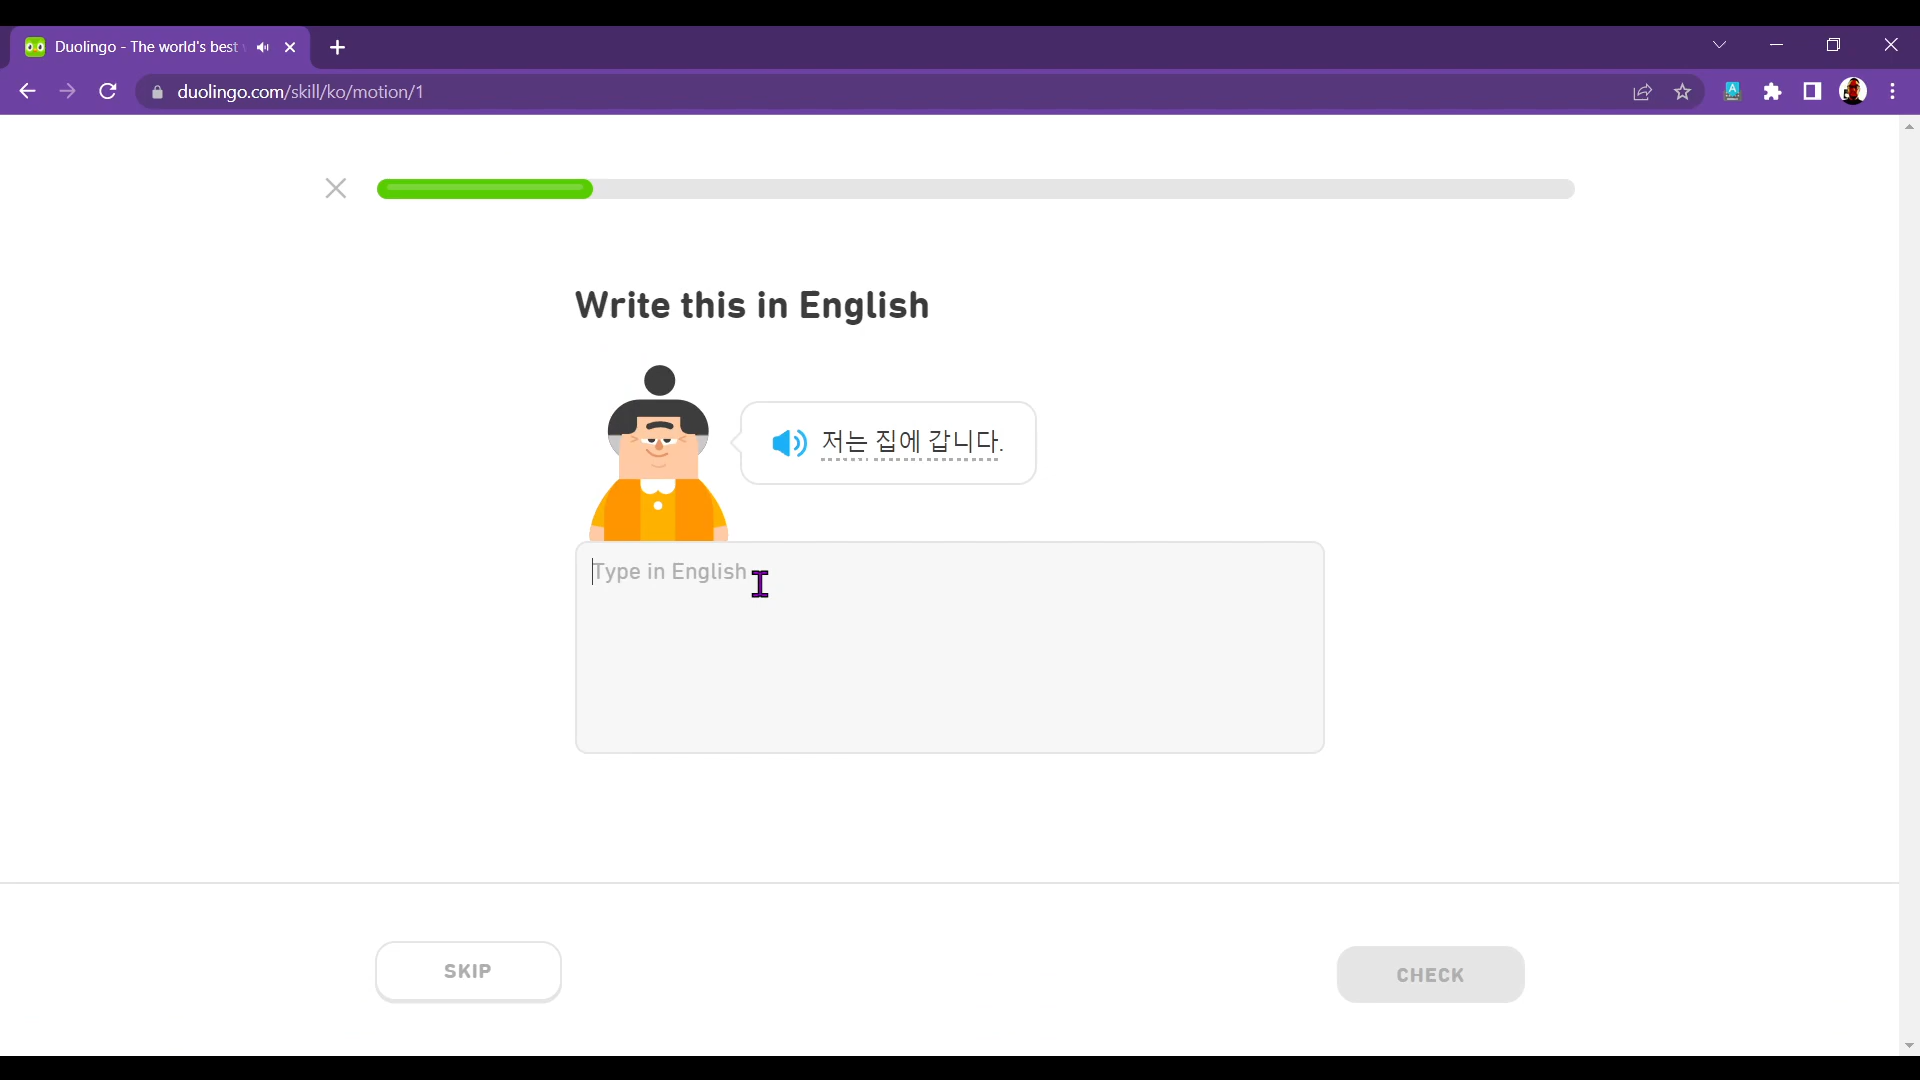 Duolingo - The world's best
duolingo.com/skill/ko/motion/1
Write this in English
저는 집에 갑니다.
Type in English
SKIP
CHECK